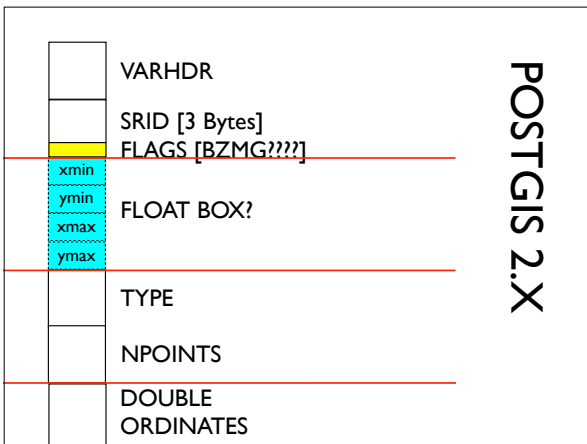 VARHDR
SRID [3 Bytes]
FLAGS [BZMG????]
xmin
ymin
xmax
ymax
FLOAT BOX?
TYPE
NPOINTS
DOUBLE
ORDINATES
POSTGIS 2.X